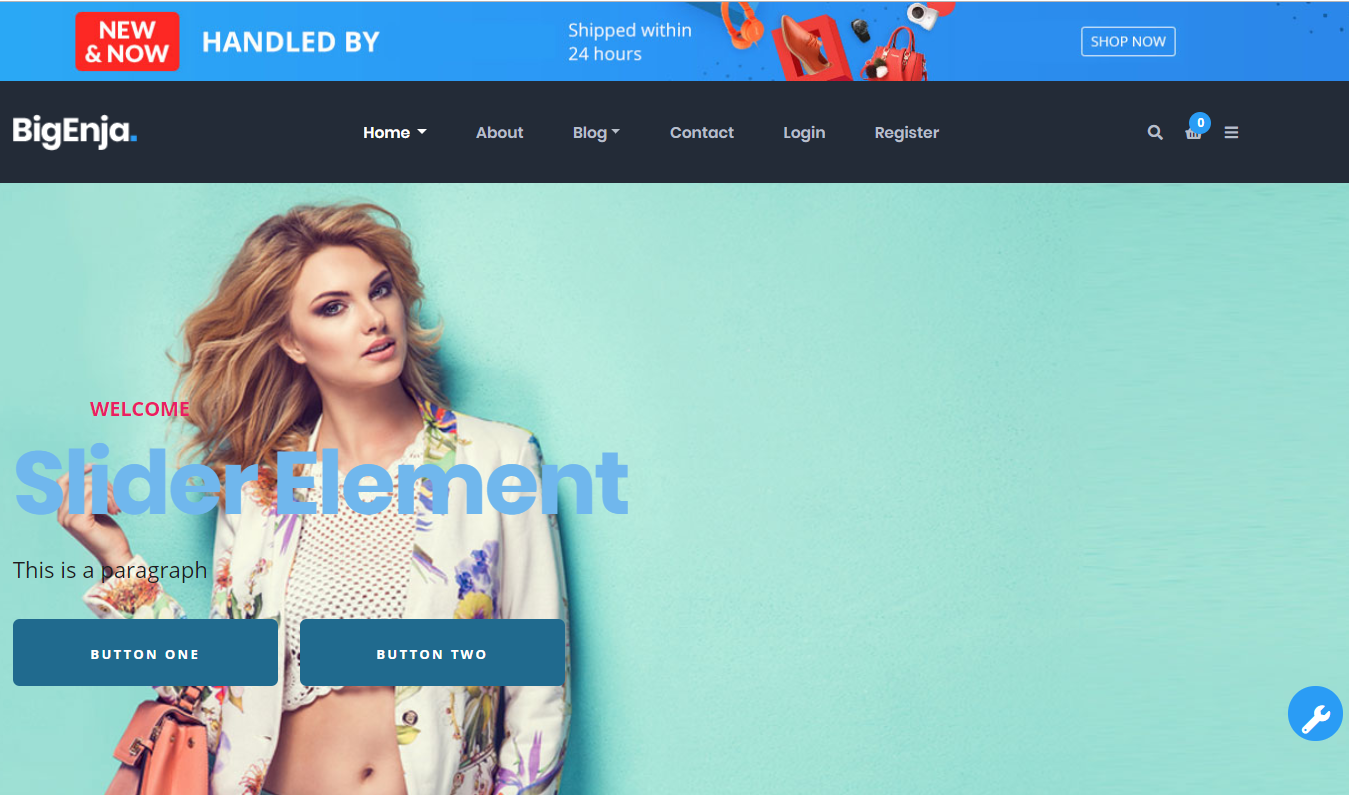 NEW
& NOW
HANDLED BY
Shipped within
24 hours
SHOP NOW
BigEnja.
Home
About
Blog
Contact
Login
Register
0
WELCOME
Slider Element
This is a paragraph
BUTTON ONE
BUTTON TWO